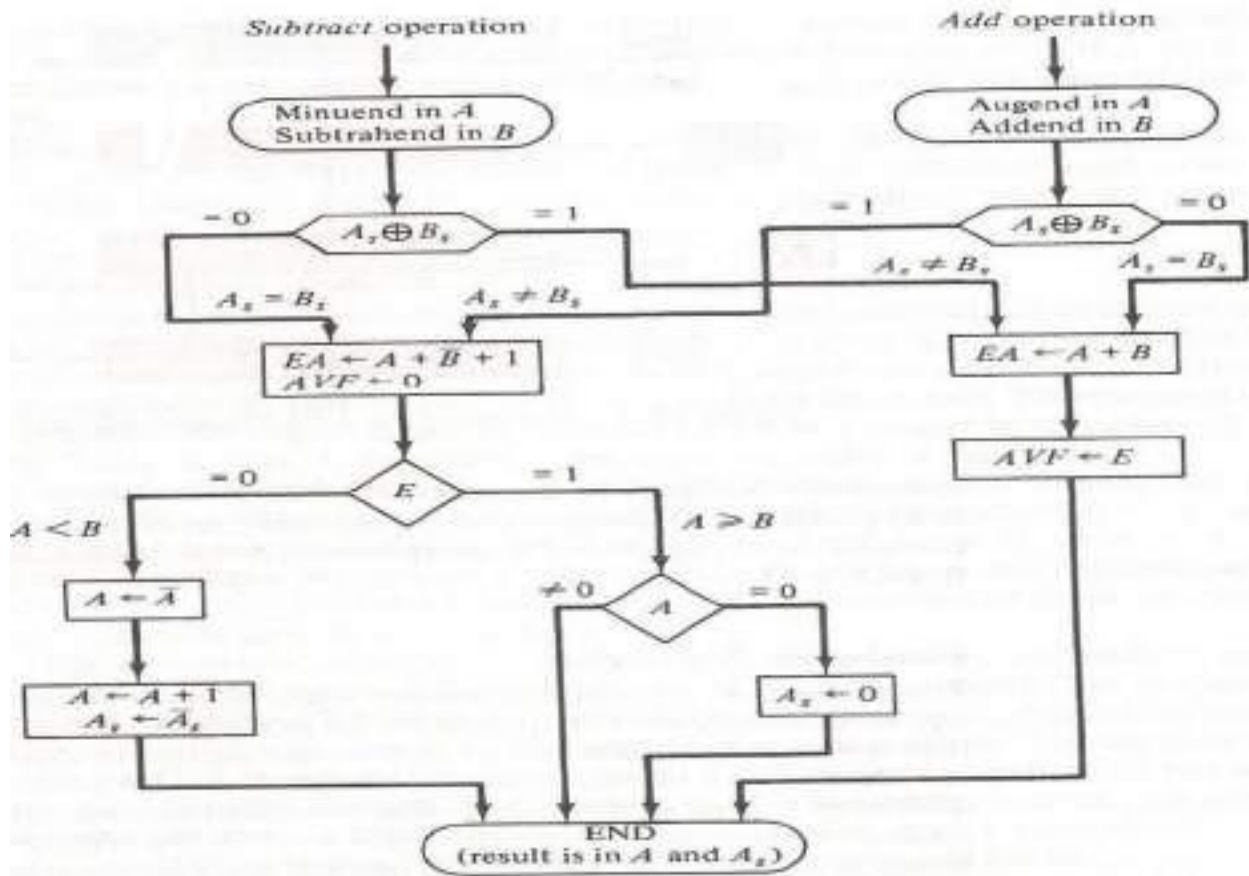 Subtract operation
Add operation
Minuend in A
Subtrahend in B
Augend in A
Addend in B
= 0
A_s ⊕ B_s
= 1
= 1
A_s ⊕ B_s
= 0
A_s = B_s
A_s ≠ B_s
A_s ≠ B_s
A_s = B_s
EA ← A + B̅ + 1
AVF ← 0
EA ← A + B
AVF ← E
= 0
E
= 1
A < B
A ⩾ B
A ← A̅
≠ 0
A
= 0
A ← A + 1
A_s ← A̅_s
A_s ← 0
END
(result is in A and A_s)